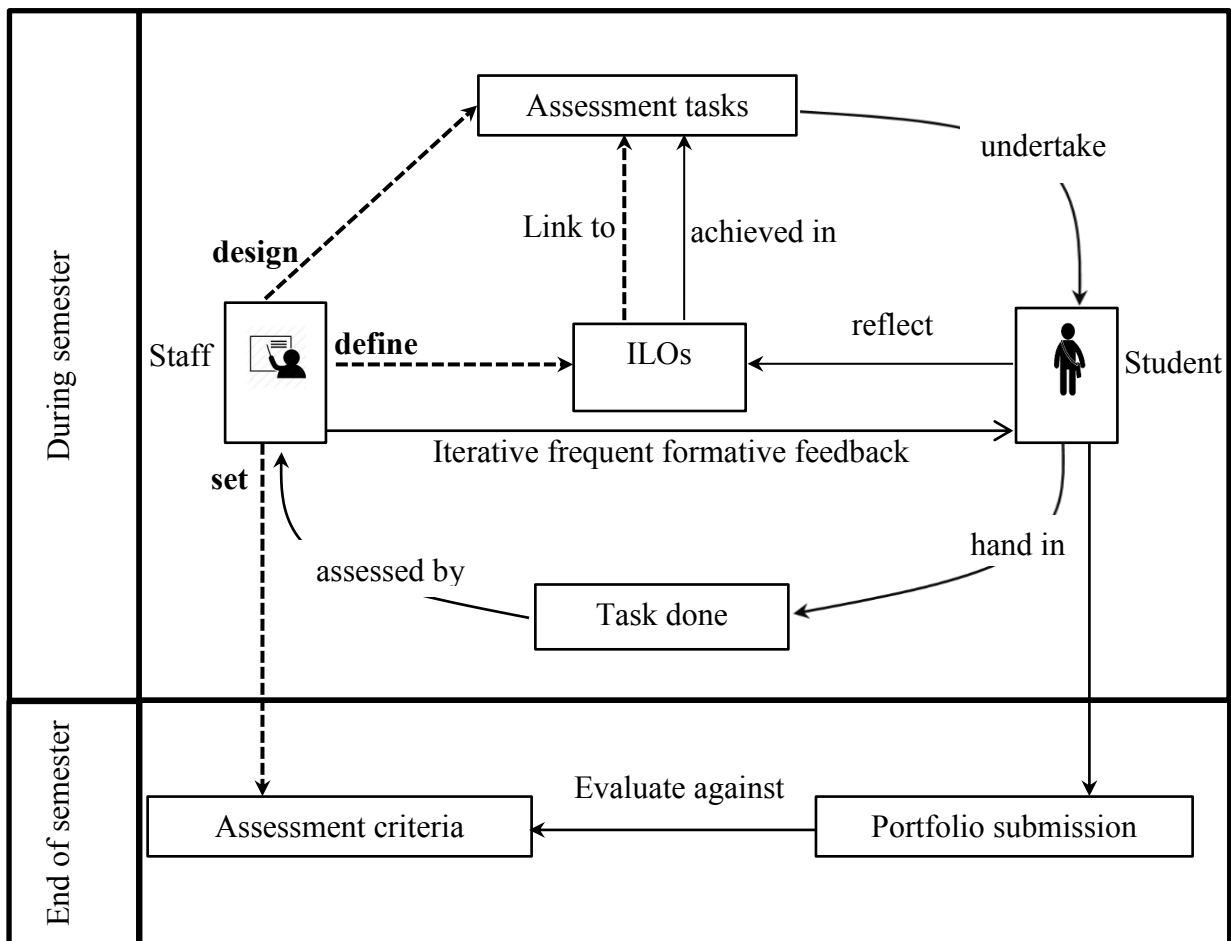 During semester
Assessment tasks
undertake
Link to
achieved in
design
reflect
define
ILOs
Staff
Student
Iterative frequent formative feedback
set
hand in
assessed by
Task done
End of semester
Evaluate against
Assessment criteria
Portfolio submission